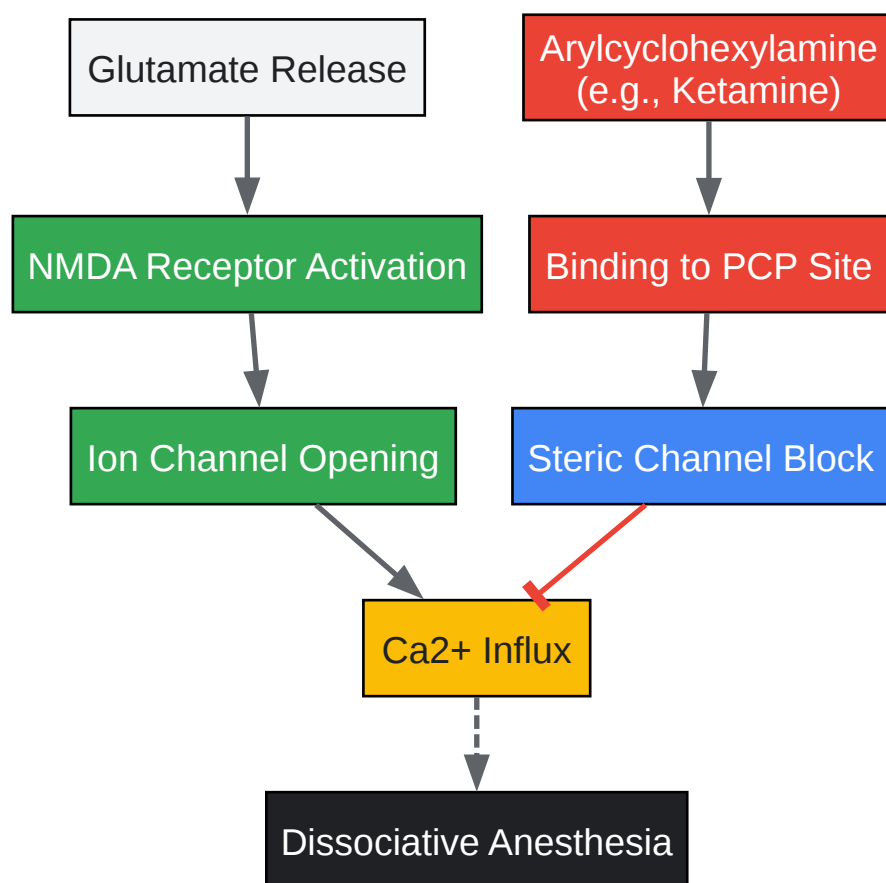 Glutamate Release
Arylcyclohexylamine
(e.g., Ketamine)
NMDA Receptor Activation
Binding to PCP Site
Ion Channel Opening
Steric Channel Block
Ca2+ Influx
Dissociative Anesthesia